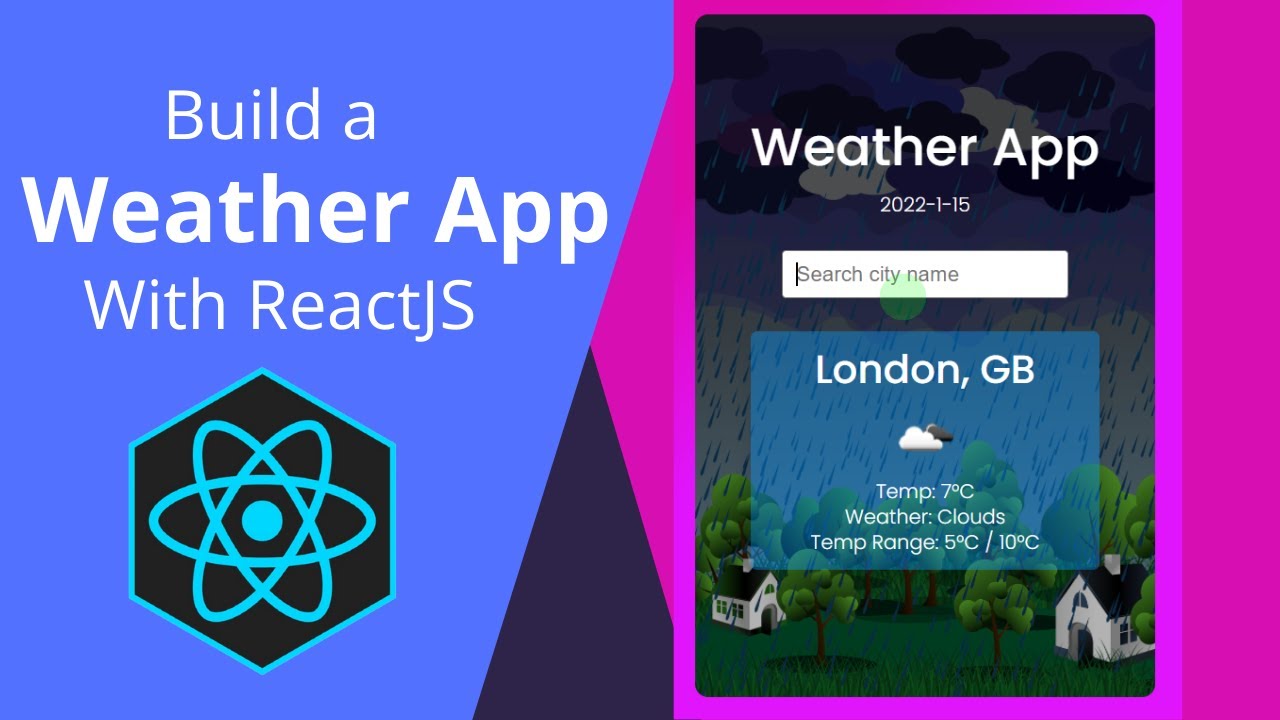 Build a
Weather App
With ReactJS
Weather App
2022-1-15
Search city name
London, GB
Temp: 7°C
Weather: Clouds
Temp Range: 5°C / 10°C